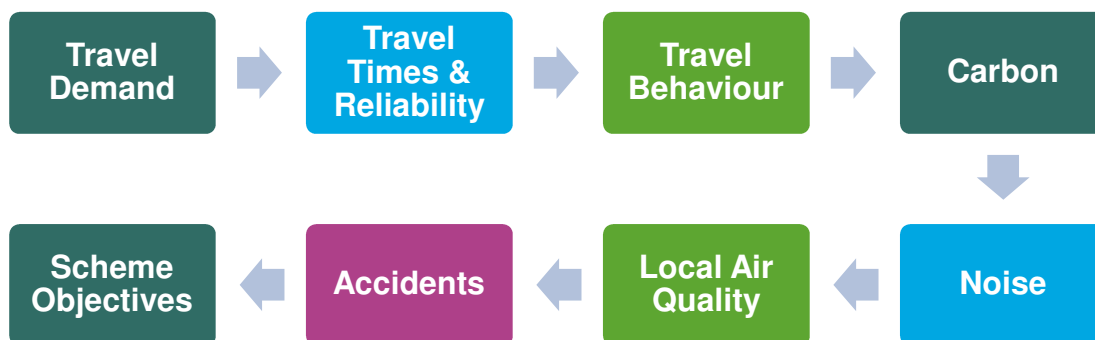 Travel
Demand
Travel
Times &
Reliability
Travel
Behaviour
Carbon
Scheme
Objectives
Accidents
Local Air
Quality
Noise